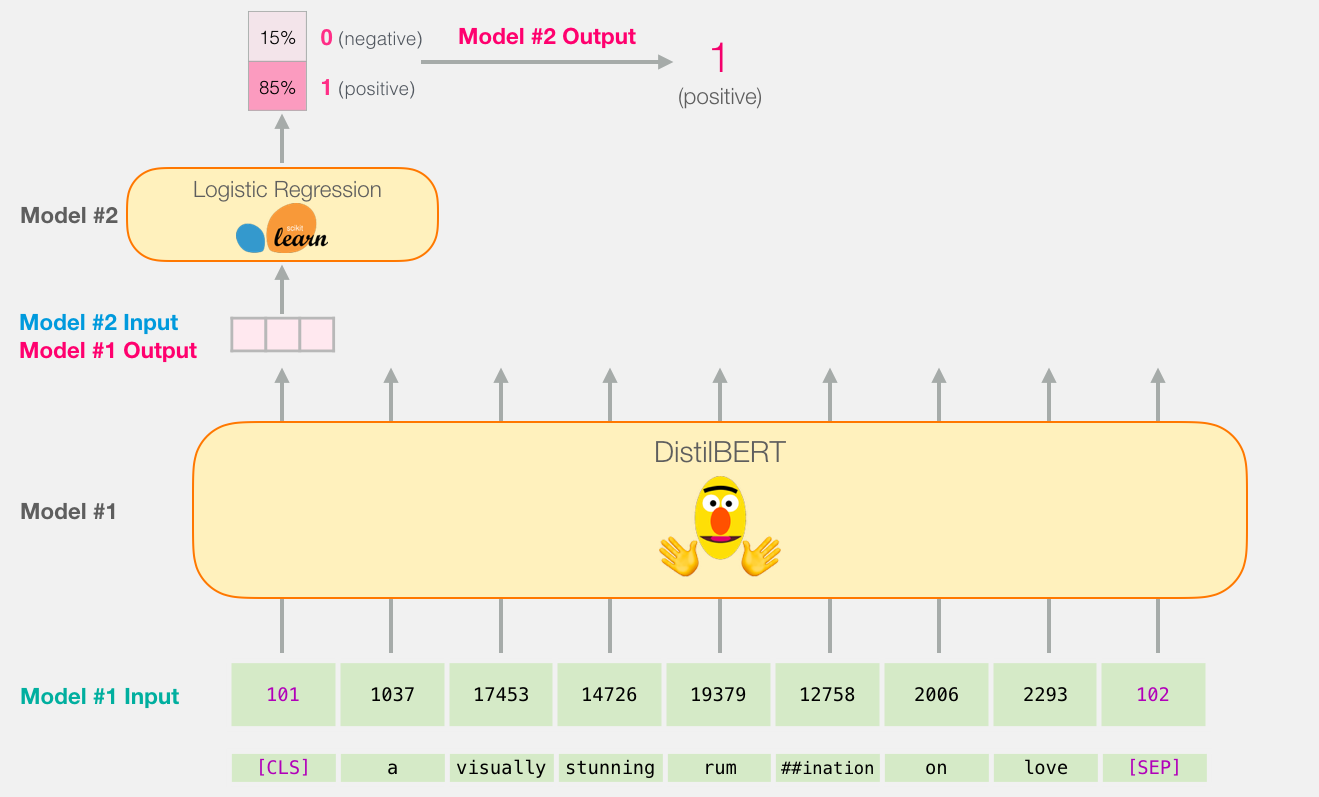 15% 0 (negative) Model #2 Output 1
85% 1 (positive) (positive)
Logistic Regression
Model #2
scikit
learn
Model #2 Input
Model #1 Output
DistilBERT
Model #1
Model #1 Input 101 1037 17453 14726 19379 12758 2006 2293 102
[CLS] a visually stunning rum ##ination on love [SEP]